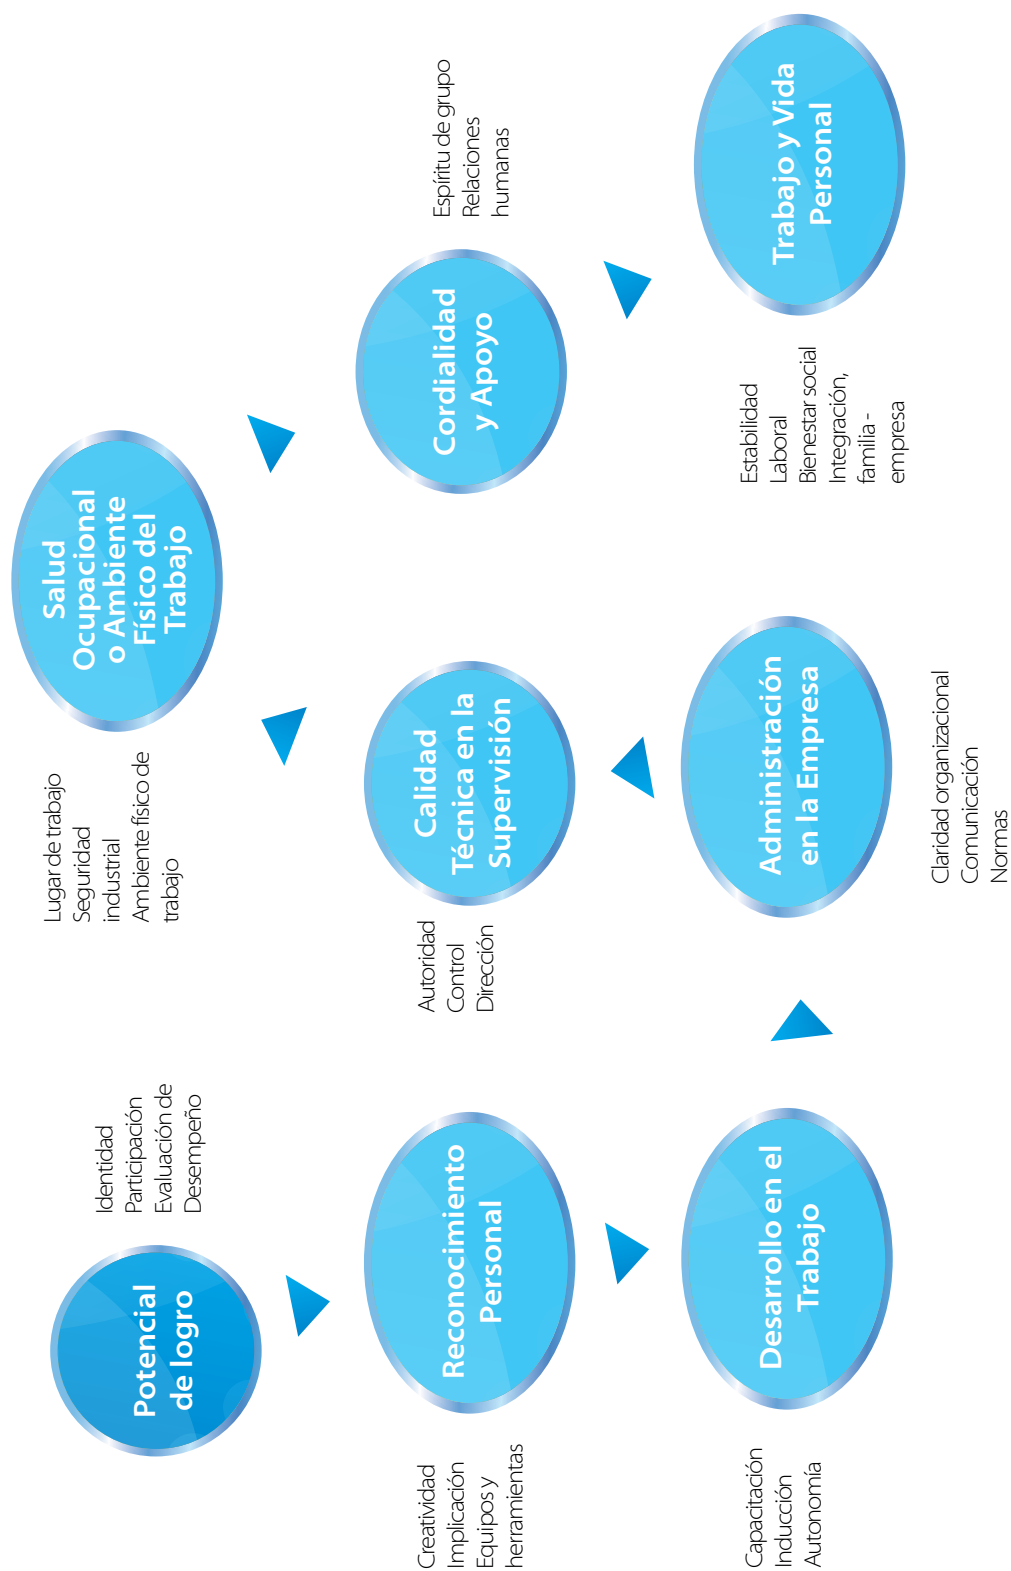 Potencial
de logro
Identidad
Participación
Evaluación de
Desempeño
Creatividad
Implicación
Equipos y
herramientas
Reconocimiento
Personal
Capacitación
Inducción
Autonomía
Desarrollo en el
Trabajo
Claridad organizacional
Comunicación
Normas
Administración
en la Empresa
Autoridad
Control
Dirección
Calidad
Técnica en la
Supervisión
Lugar de trabajo
Seguridad
industrial
Ambiente físico de
trabajo
Salud
Ocupacional
o Ambiente
Físico del
Trabajo
Cordialidad
y Apoyo
Espíritu de grupo
Relaciones
humanas
Estabilidad
Laboral
Bienestar social
Integración,
familia -
empresa
Trabajo y Vida
Personal